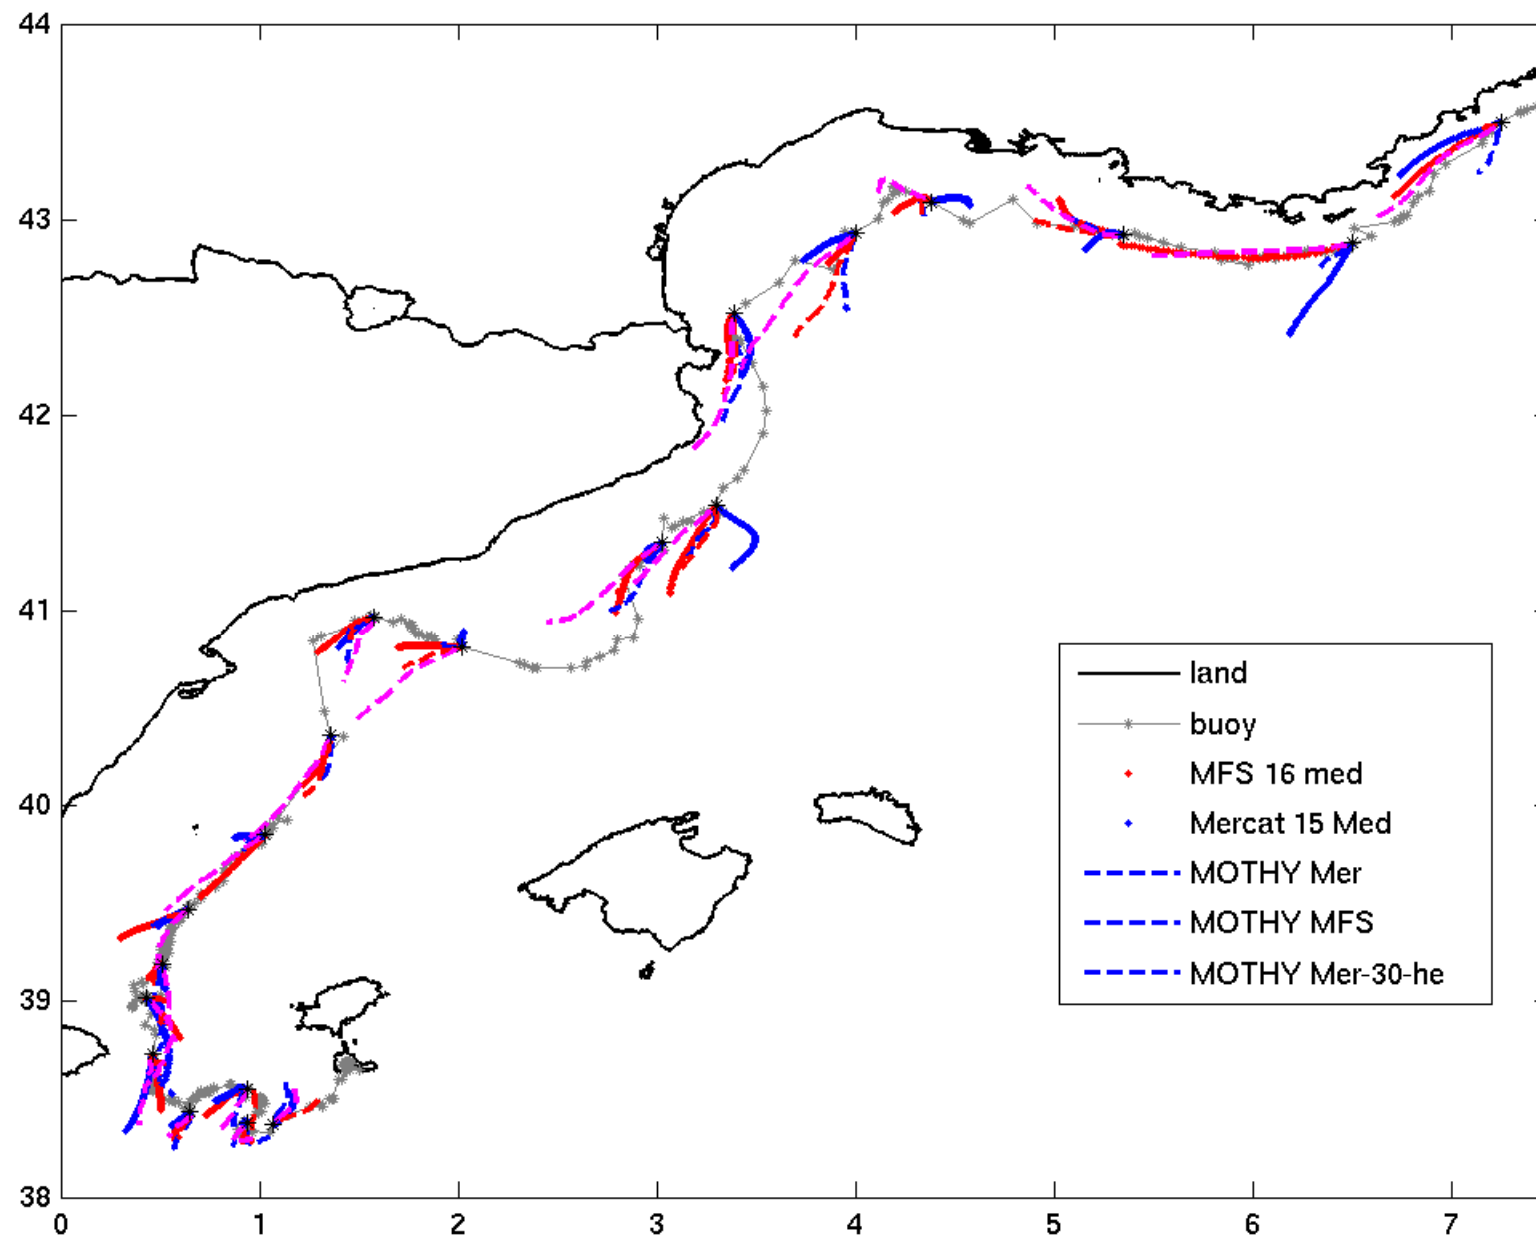 44
43
42
41
40
39
38
land
buoy
MFS 16 med
Mercat 15 Med
MOTHY Mer
MOTHY MFS
MOTHY Mer-30-he
0 1 2 3 4 5 6 7